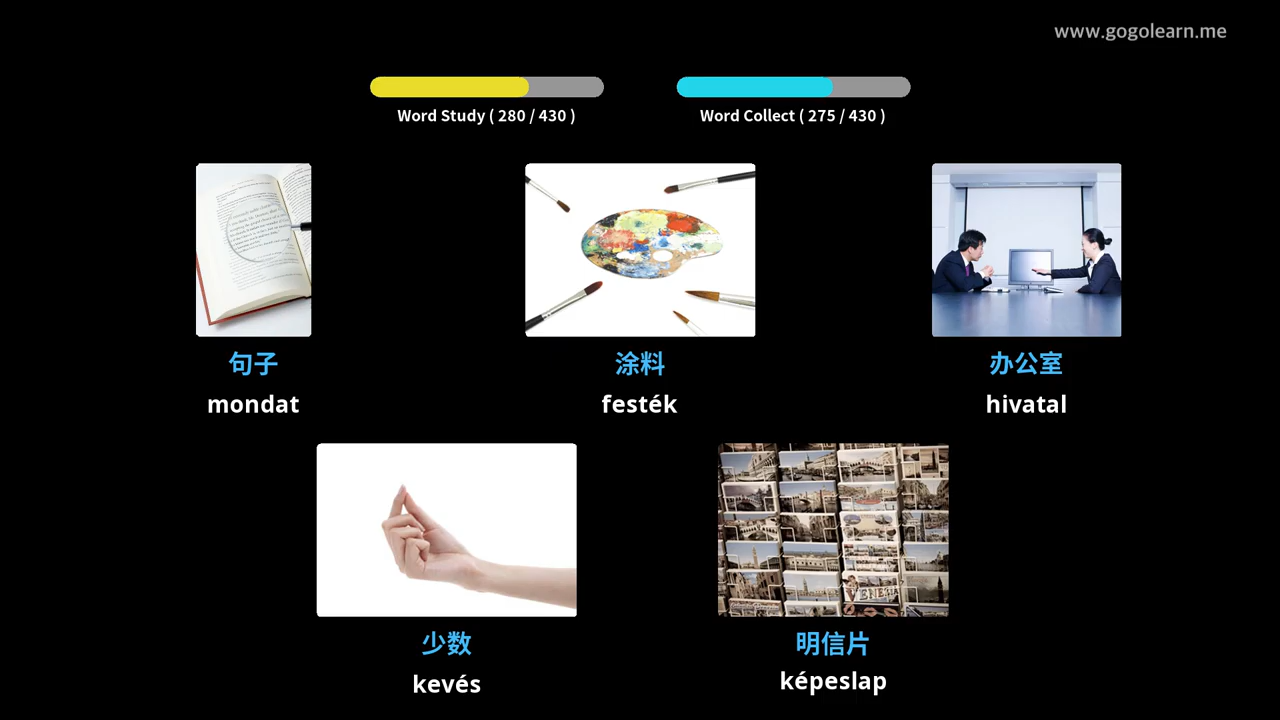 www.gogolearn.me
Word Study ( 280 / 430 )
Word Collect ( 275 / 430 )
句子
涂料
办公室
mondat
festék
hivatal
少数
明信片
kevés
képeslap